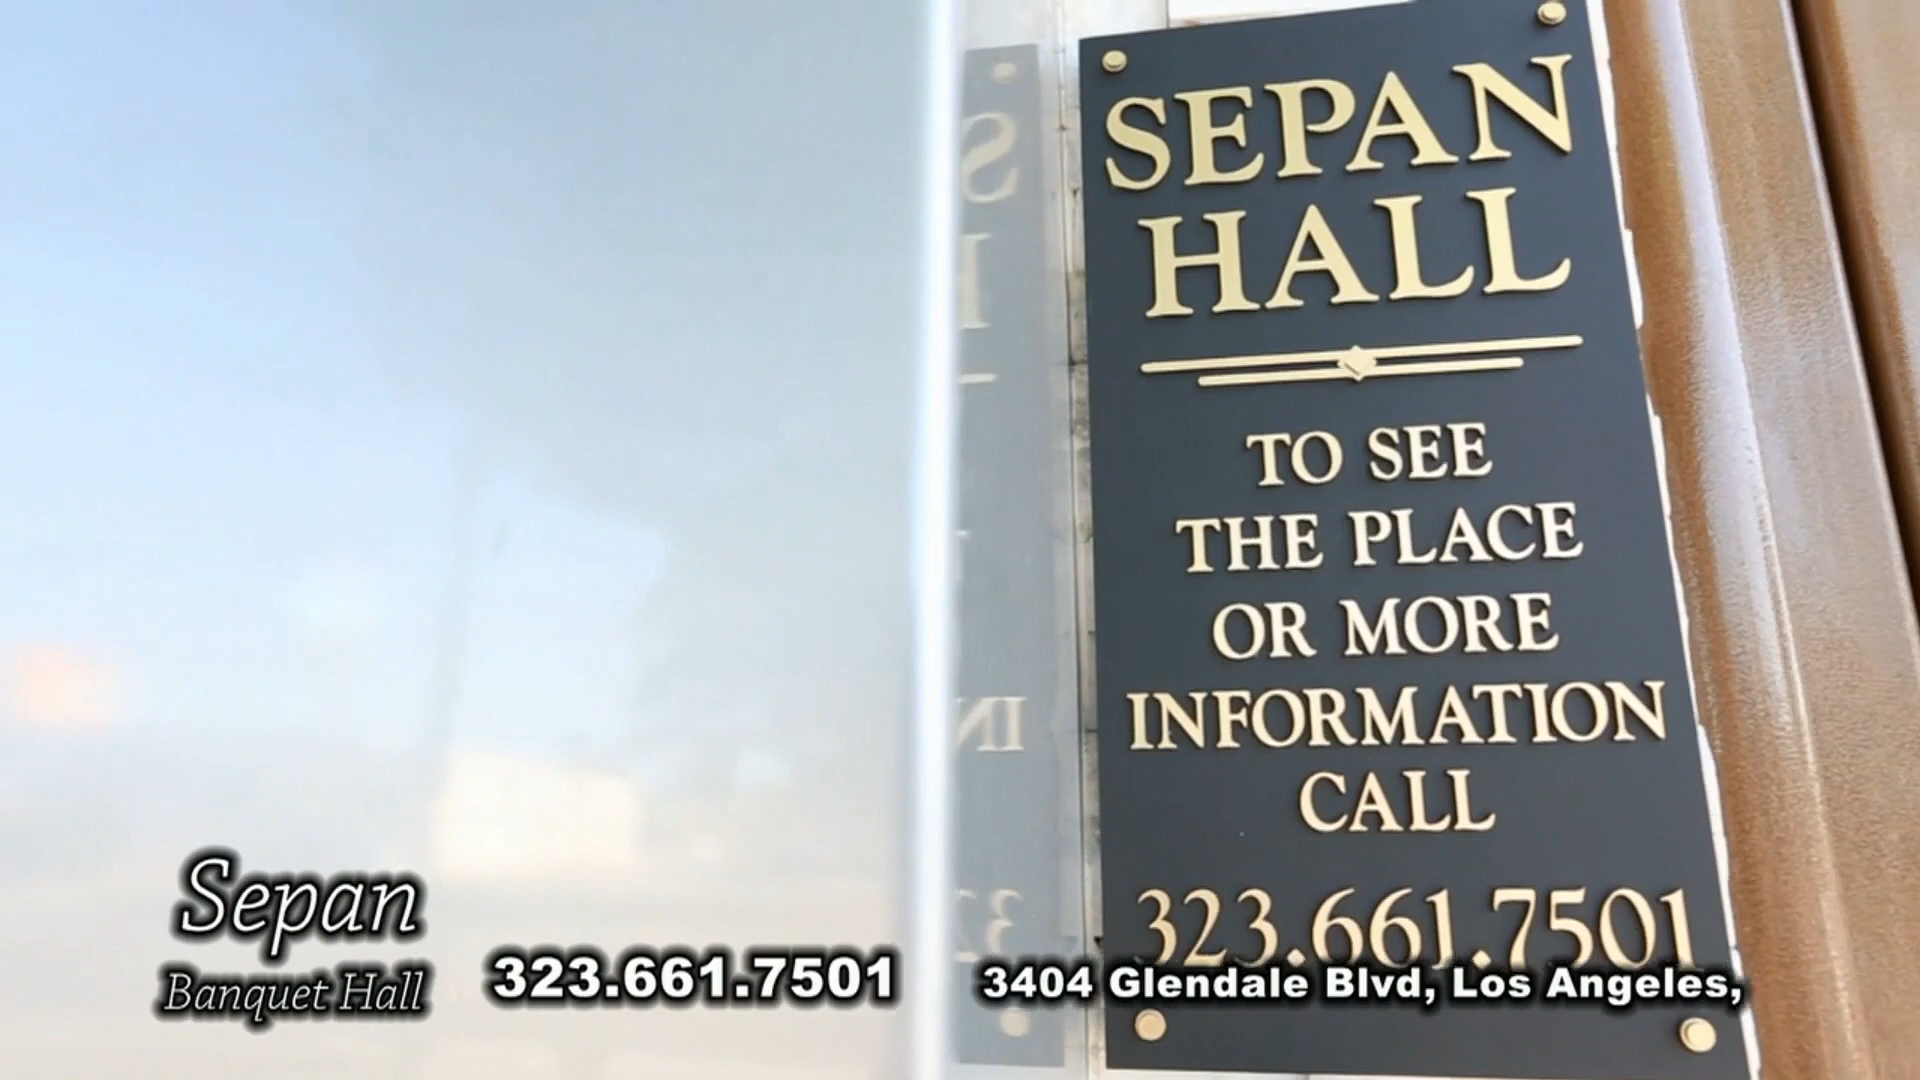 SEPAN
HALL
TO SEE
THE PLACE
OR MORE
INFORMATION
CALL
323.661.7501
Sepan
Banquet Hall
323.661.7501
3404 Glendale Blvd, Los Angeles,